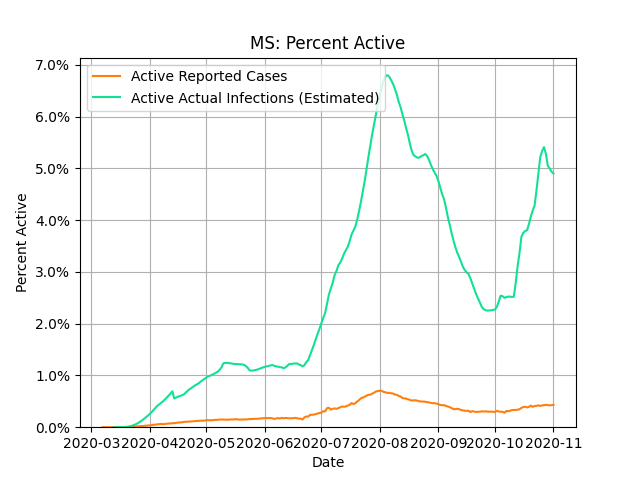 MS: Percent Active
Active Reported Cases
Active Actual Infections (Estimated)
7.0%
6.0%
5.0%
4.0%
3.0%
2.0%
1.0%
0.0%
Percent Active
2020-03 2020-04 2020-05 2020-06 2020-07 2020-08 2020-09 2020-10 2020-11
Date